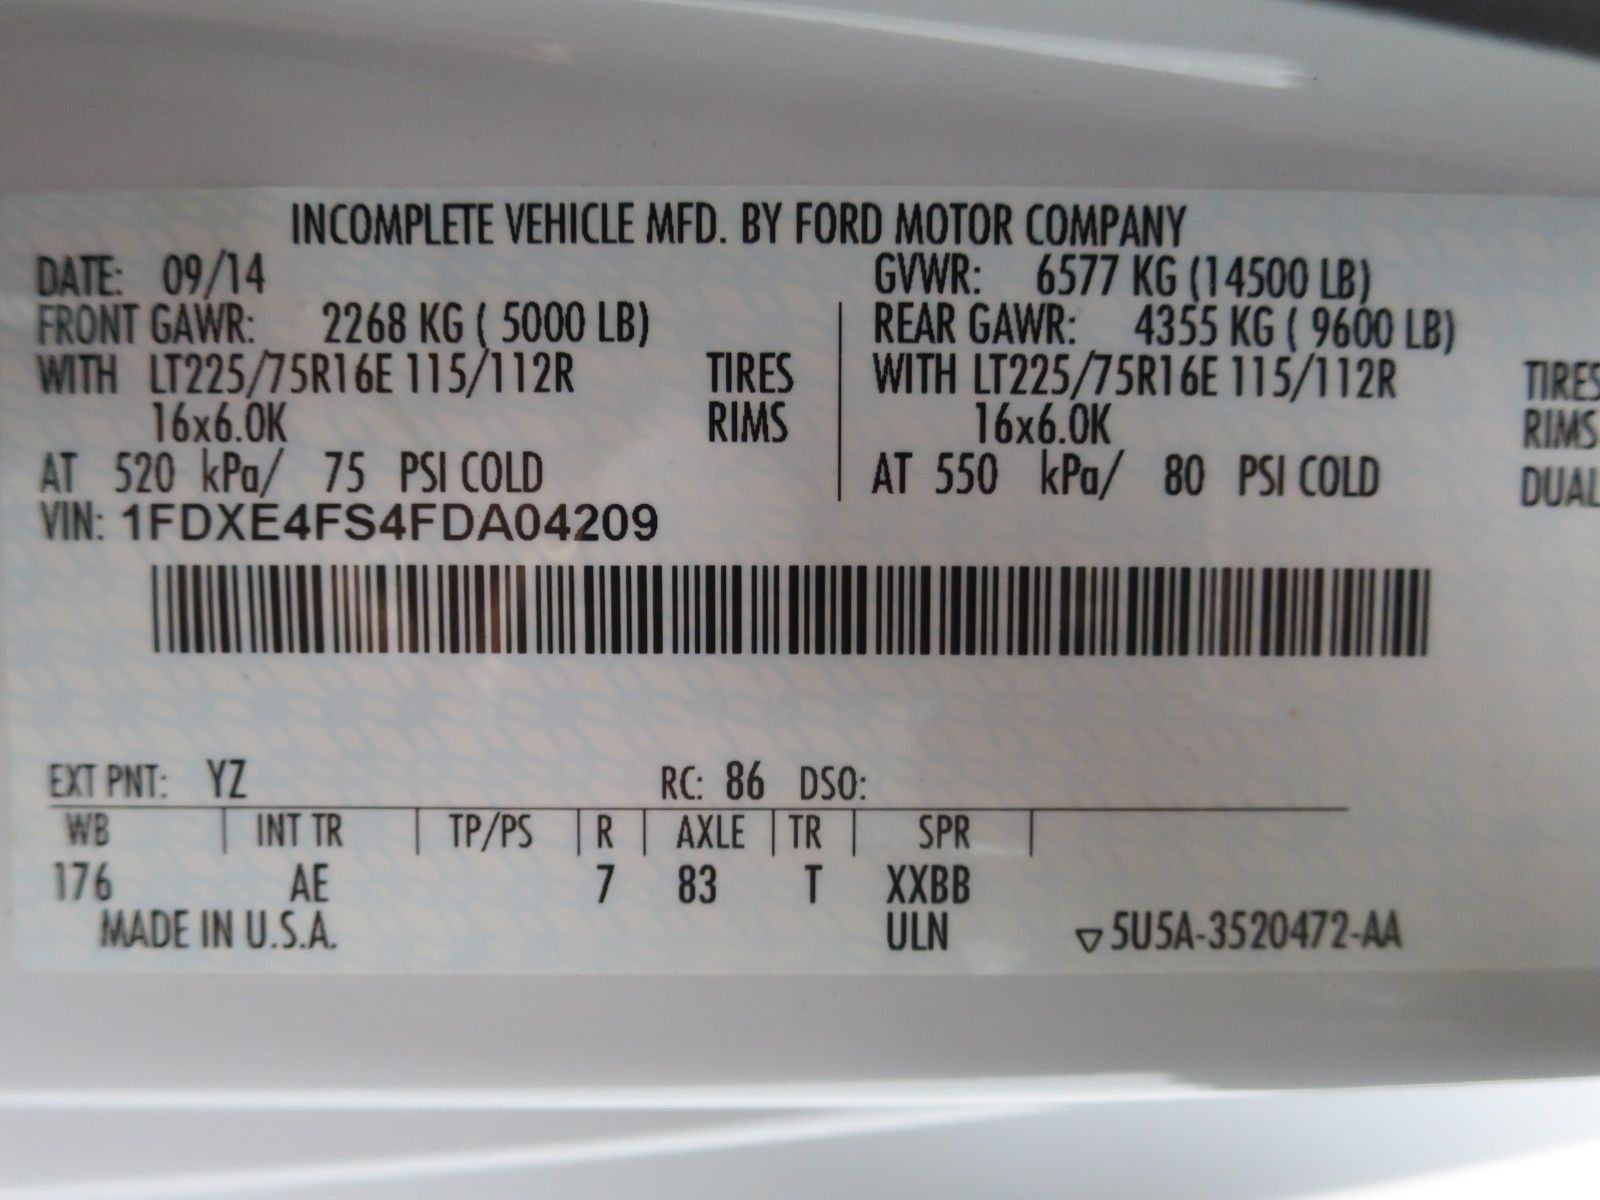 INCOMPLETE VEHICLE MFD. BY FORD MOTOR COMPANY
DATE: 09/14 GVWR: 6577 KG (14500 LB)
FRONT GAWR: 2268 KG ( 5000 LB) REAR GAWR: 4355 KG ( 9600 LB)
WITH LT225/75R16E 115/112R TIRES WITH LT225/75R16E 115/112R TIRES
16x6.0K RIMS 16x6.0K RIMS
AT 520 kPa/ 75 PSI COLD AT 550 kPa/ 80 PSI COLD DUAL
VIN: 1FDXE4FS4FDA04209
EXT PNT: YZ RC: 86 DSO:
WB INT TR TP/PS R AXLE TR SPR
176 AE 7 83 T XXBB
MADE IN U.S.A. ULN ▽5U5A-3520472-AA